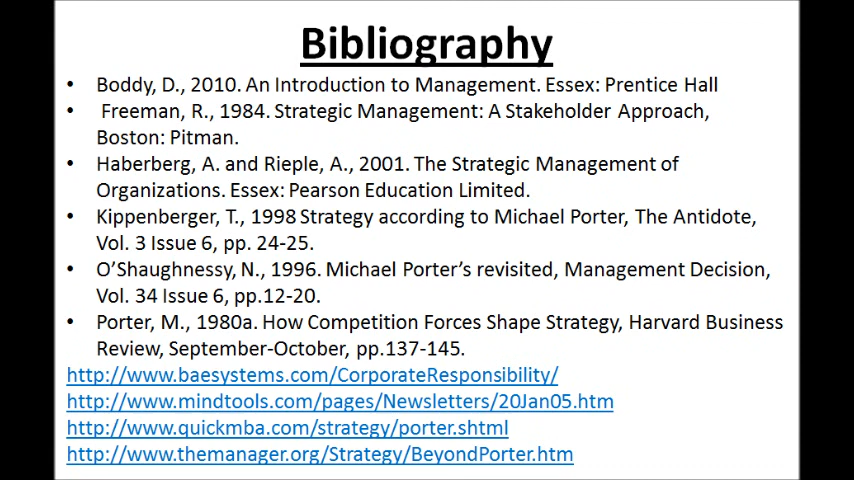 Bibliography
• Boddy, D., 2010. An Introduction to Management. Essex: Prentice Hall
• Freeman, R., 1984. Strategic Management: A Stakeholder Approach,
Boston: Pitman.
• Haberberg, A. and Rieple, A., 2001. The Strategic Management of
Organizations. Essex: Pearson Education Limited.
• Kippenberger, T., 1998 Strategy according to Michael Porter, The Antidote,
Vol. 3 Issue 6, pp. 24-25.
• O'Shaughnessy, N., 1996. Michael Porter's revisited, Management Decision,
Vol. 34 Issue 6, pp.12-20.
• Porter, M., 1980a. How Competition Forces Shape Strategy, Harvard Business
Review, September-October, pp.137-145.
http://www.baesystems.com/CorporateResponsibility/
http://www.mindtools.com/pages/Newsletters/20Jan05.htm
http://www.quickmba.com/strategy/porter.shtml
http://www.themanager.org/Strategy/BeyondPorter.htm